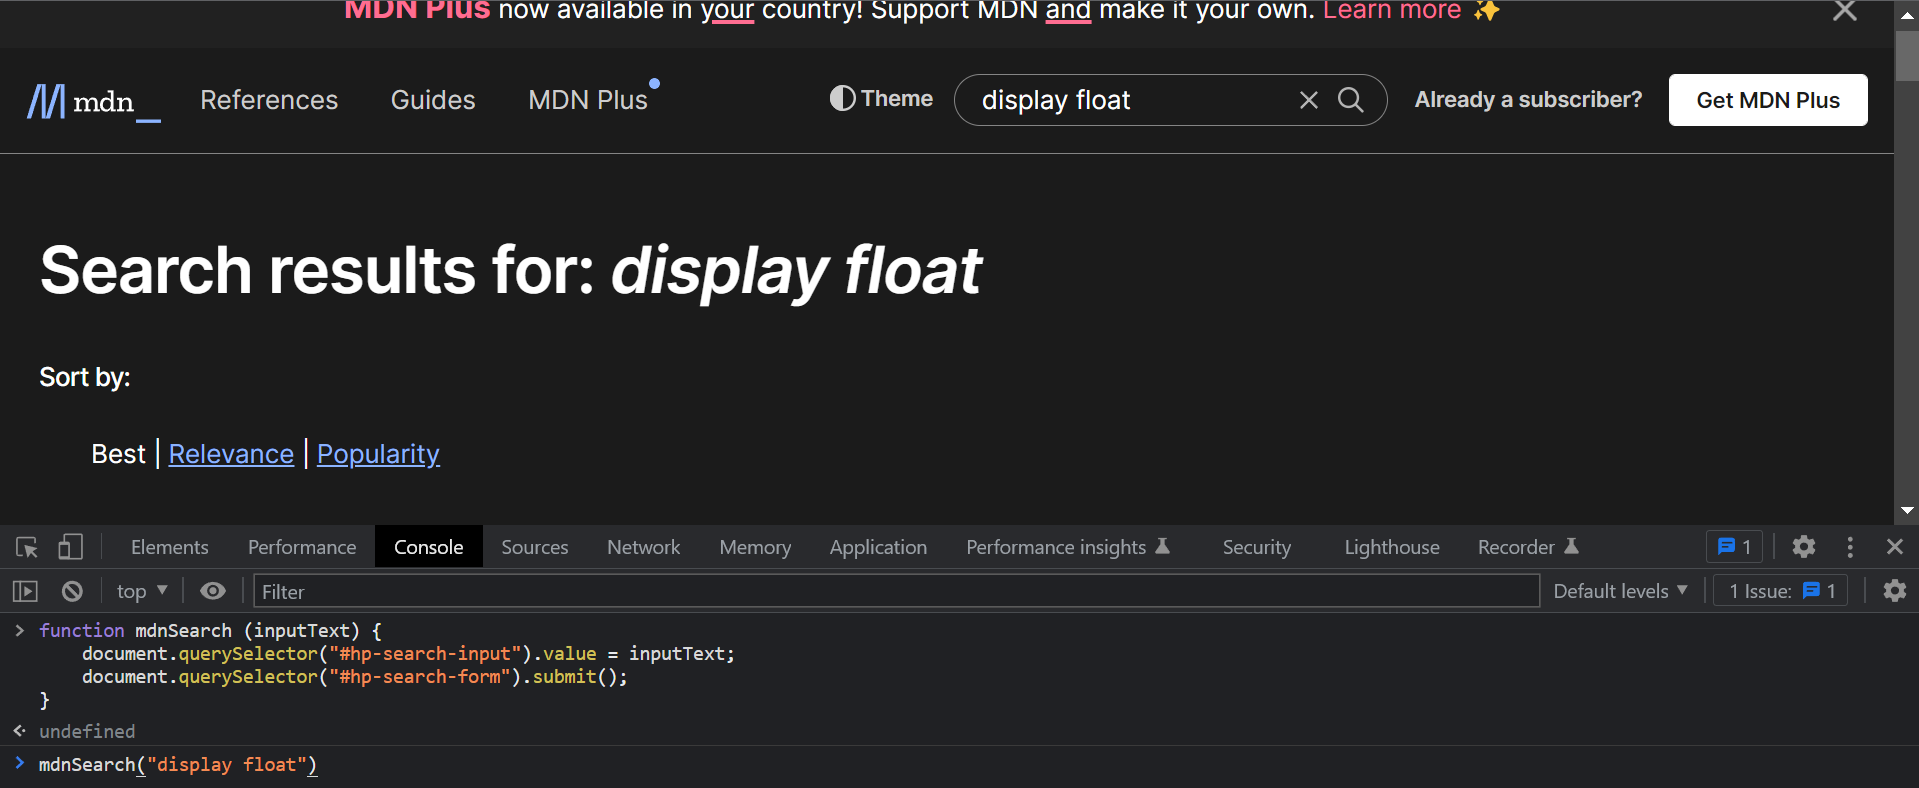 MDN Plus now available in your country! Support MDN and make it your own. Learn more ✨
mdn_ References Guides MDN Plus Theme display float Already a subscriber? Get MDN Plus
Search results for: display float
Sort by:
Best | Relevance | Popularity
Elements Performance Console Sources Network Memory Application Performance insights Security Lighthouse Recorder 1
top Filter Default levels 1 Issue: 1
function mdnSearch (inputText) {
    document.querySelector("#hp-search-input").value = inputText;
    document.querySelector("#hp-search-form").submit();
}
undefined
mdnSearch("display float")